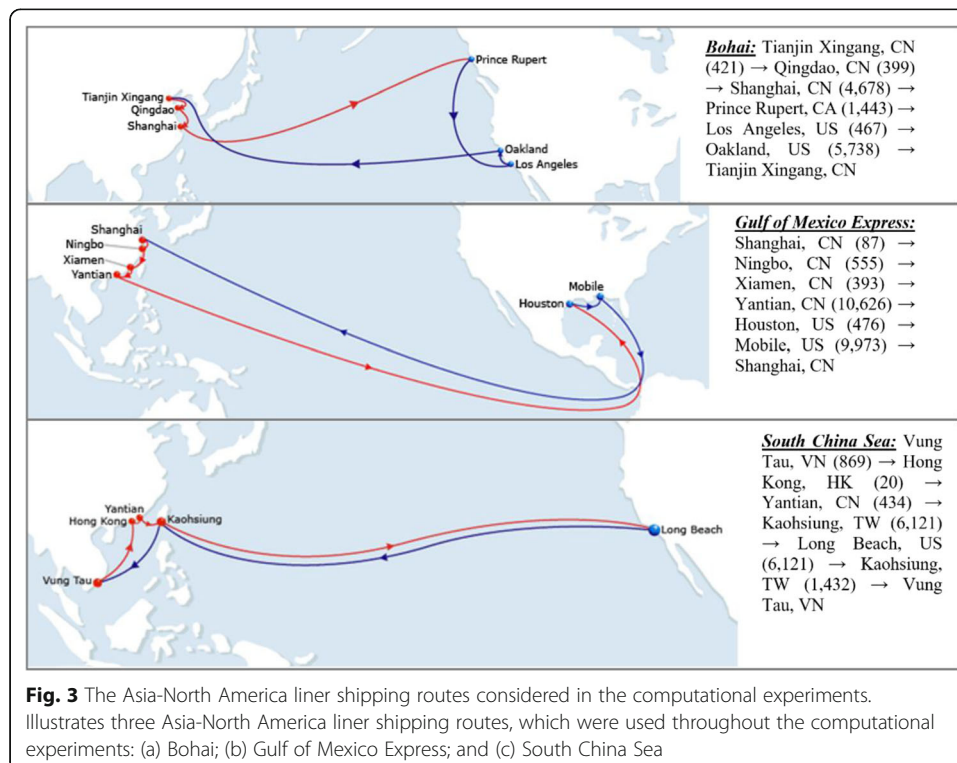 Prince Rupert
Tianjin Xingang
Qingdao
Shanghai
Oakland
Los Angeles
Bohai: Tianjin Xingang, CN
(421) → Qingdao, CN (399)
→ Shanghai, CN (4,678) →
Prince Rupert, CA (1,443) →
Los Angeles, US (467) →
Oakland, US (5,738) →
Tianjin Xingang, CN
Shanghai
Ningbo
Xiamen
Yantian
Mobile
Houston
Gulf of Mexico Express:
Shanghai, CN (87) →
Ningbo, CN (555) →
Xiamen, CN (393) →
Yantian, CN (10,626) →
Houston, US (476) →
Mobile, US (9,973) →
Shanghai, CN
Yantian
Hong Kong
Kaohsiung
Long Beach
Vung Tau
South China Sea: Vung
Tau, VN (869) → Hong
Kong, HK (20) →
Yantian, CN (434) →
Kaohsiung, TW (6,121)
→ Long Beach, US
(6,121) → Kaohsiung,
TW (1,432) → Vung
Tau, VN
Fig. 3 The Asia-North America liner shipping routes considered in the computational experiments.
Illustrates three Asia-North America liner shipping routes, which were used throughout the computational
experiments: (a) Bohai; (b) Gulf of Mexico Express; and (c) South China Sea